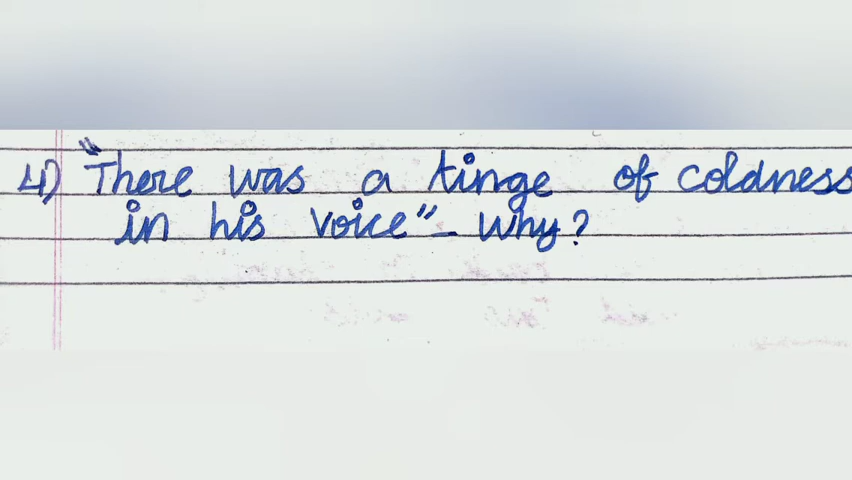 4) "There was a tinge of coldness
in his voice" - Why?